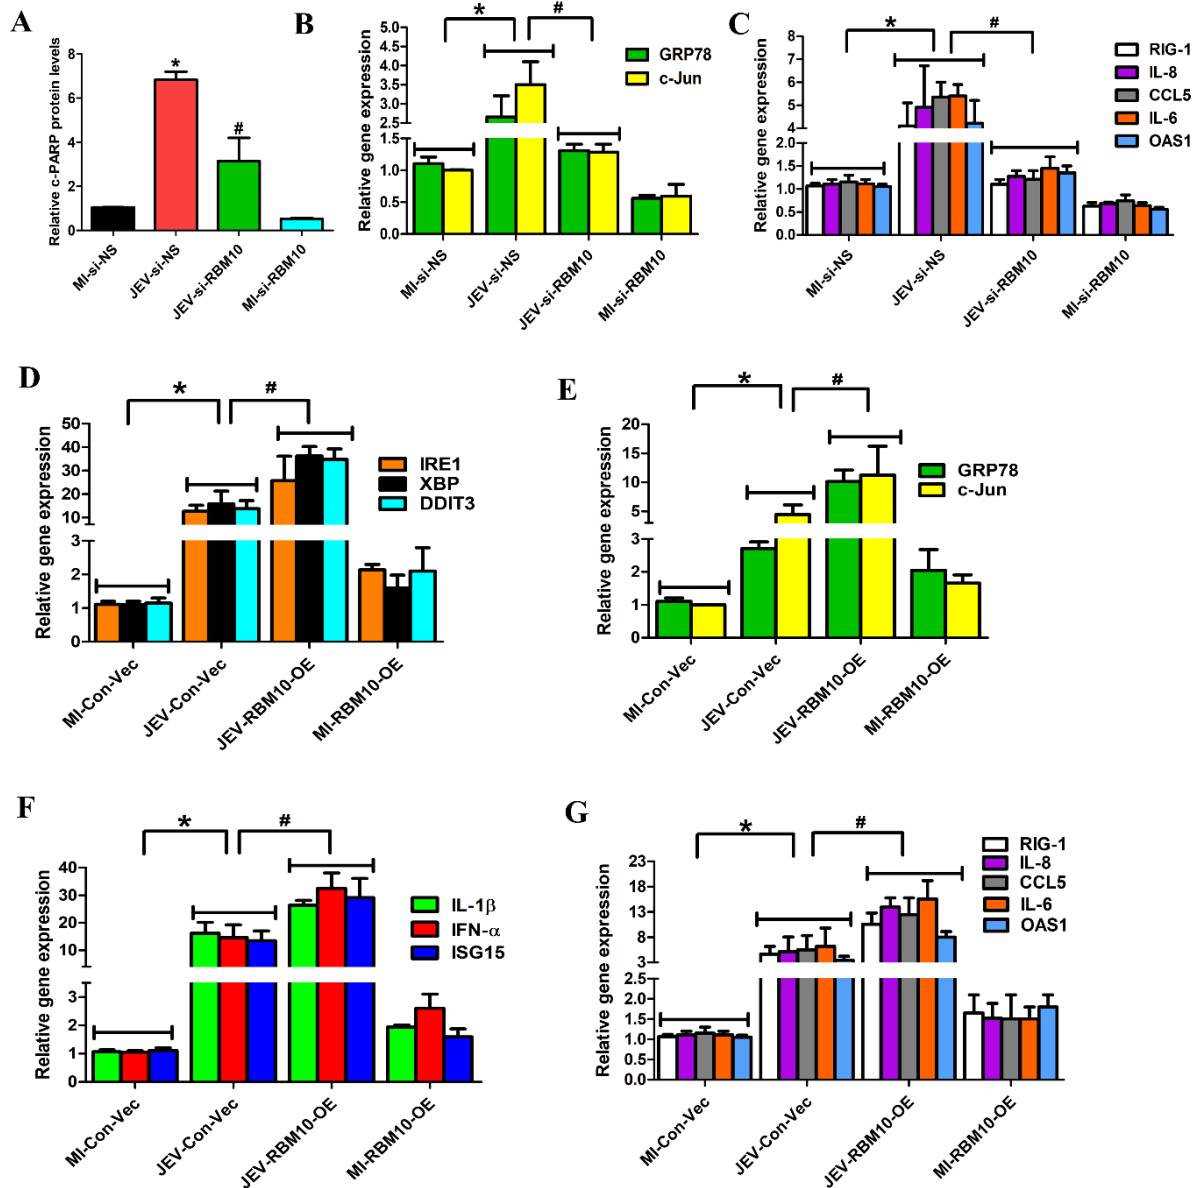 A
Relative c-PARP protein levels
8
6
4
2
0
*
#
MI-si-NS
JEV-si-NS
JEV-si-RBM10
MI-si-RBM10
B
Relative gene expression
5.0
4.5
4.0
3.5
3.0
2.5
1.5
1.0
0.5
0.0
*
#
GRP78
c-Jun
MI-si-NS
JEV-si-NS
JEV-si-RBM10
MI-si-RBM10
C
Relative gene expression
8
7
6
5
4
2.0
1.5
1.0
0.5
0.0
*
#
RIG-1
IL-8
CCL5
IL-6
OAS1
MI-si-NS
JEV-si-NS
JEV-si-RBM10
MI-si-RBM10
D
Relative gene expression
50
40
30
20
10
3
2
1
0
*
#
IRE1
XBP
DDIT3
MI-Con-Vec
JEV-Con-Vec
JEV-RBM10-OE
MI-RBM10-OE
E
Relative gene expression
20
15
10
5
3
2
1
0
*
#
GRP78
c-Jun
MI-Con-Vec
JEV-Con-Vec
JEV-RBM10-OE
MI-RBM10-OE
F
Relative gene expression
40
30
20
10
3
2
1
0
*
#
IL-1β
IFN-α
ISG15
MI-Con-Vec
JEV-Con-Vec
JEV-RBM10-OE
MI-RBM10-OE
G
Relative gene expression
23
18
13
8
3
2.5
2.0
1.5
1.0
0.5
0.0
*
#
RIG-1
IL-8
CCL5
IL-6
OAS1
MI-Con-Vec
JEV-Con-Vec
JEV-RBM10-OE
MI-RBM10-OE